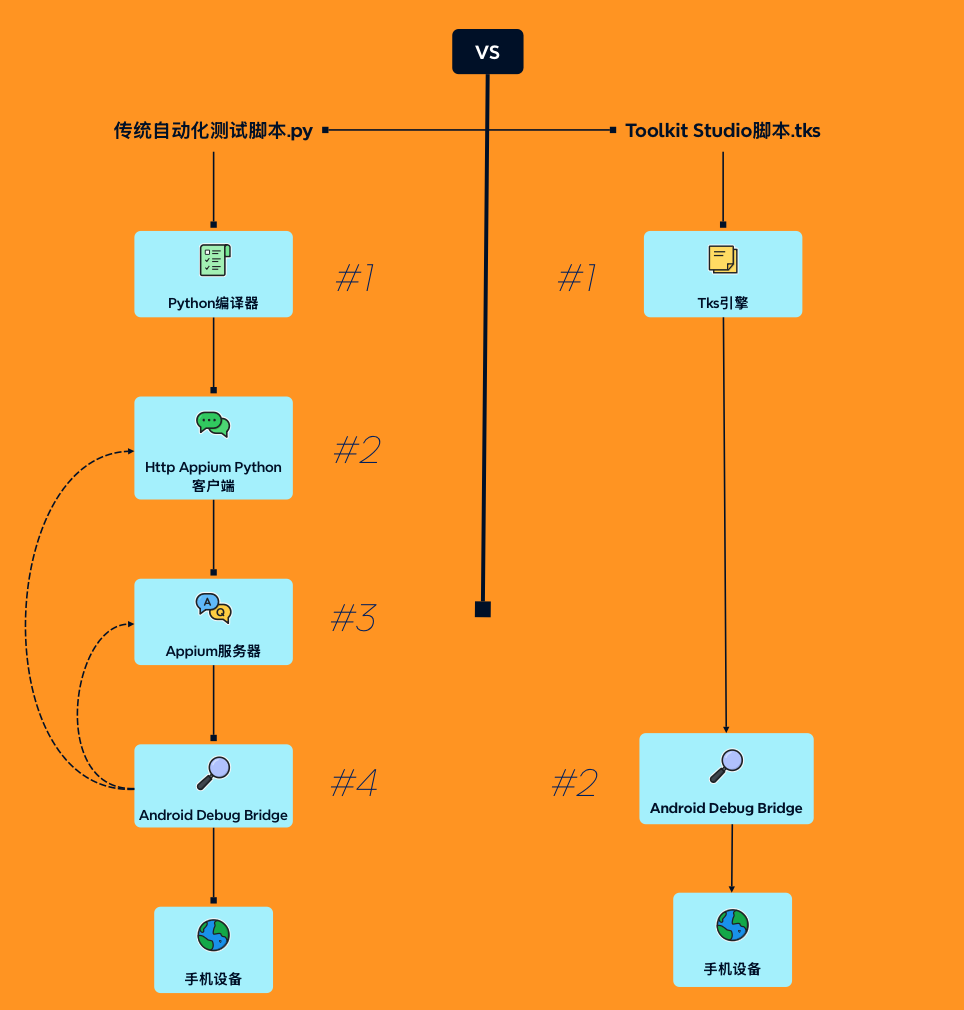 VS
传统自动化测试脚本.py
Toolkit Studio脚本.tks
Python编译器
#1
#1
Tks引擎
Http Appium Python
客户端
#2
A
Q
Appium服务器
#3
Android Debug Bridge
#4
#2
Android Debug Bridge
手机设备
手机设备